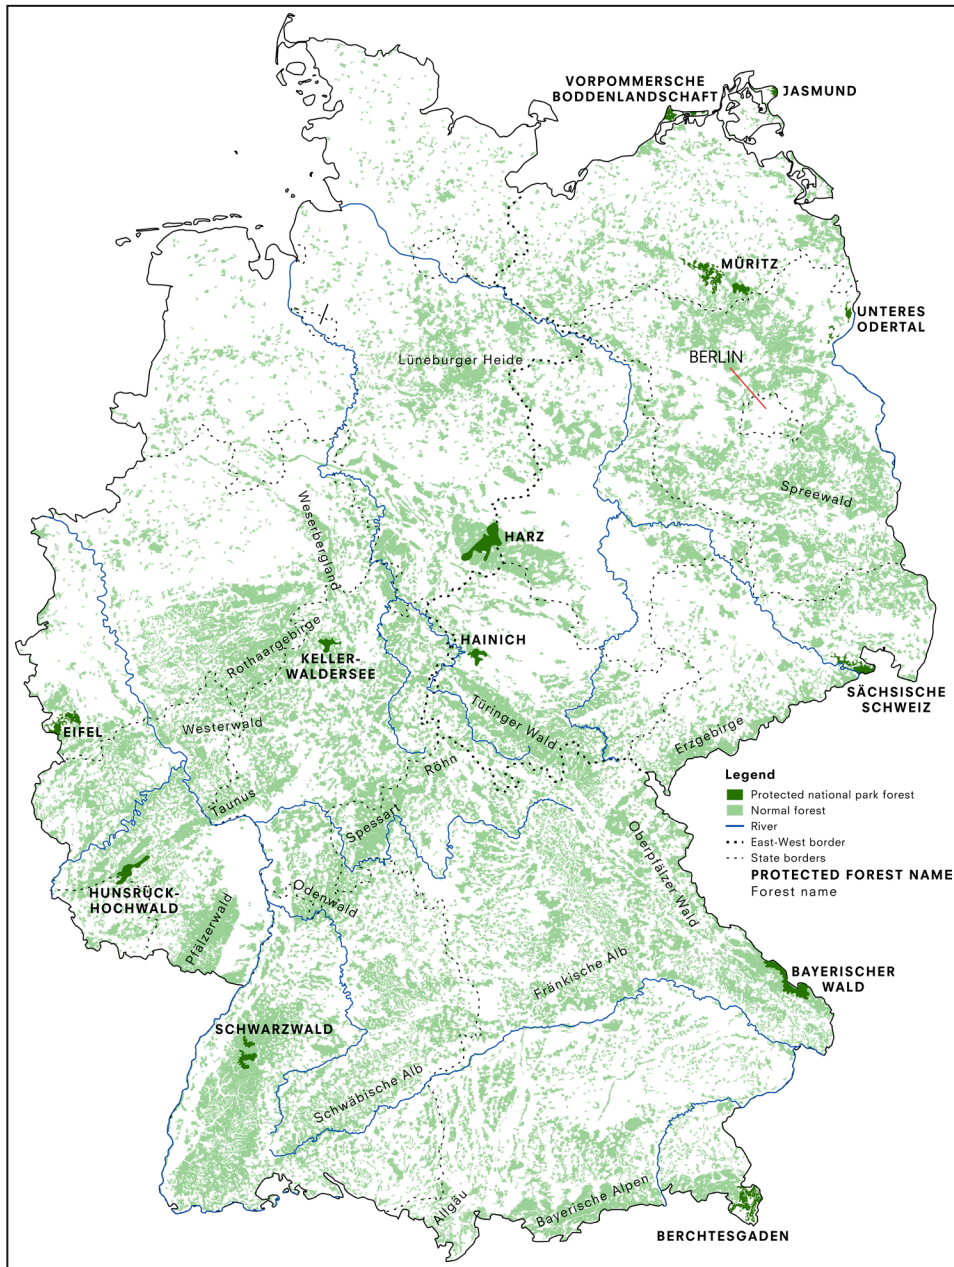 VORPOMMERSCHE
BODDENLANDSCHAFT
JASMUND
MÜRITZ
UNTERES
ODERTAL
BERLIN
Lüneburger Heide
Spreewald
Weserbergland
HARZ
HAINICH
Rothaargebirge
KELLER-
WALDERSEE
SÄCHSISCHE
SCHWEIZ
EIFEL
Westerwald
Türinger Wald
Erzgebirge
Röhn
Taunus
Spessart
Legend
Protected national park forest
Normal forest
River
East-West border
State borders
PROTECTED FOREST NAME
Forest name
Oberpfälzer Wald
HUNSRÜCK-
HOCHWALD
Odenwald
Pfälzerwald
Fränkische Alb
BAYERISCHER
WALD
SCHWARZWALD
Schwäbische Alb
Allgäu
Bayerische Alpen
BERCHTESGADEN